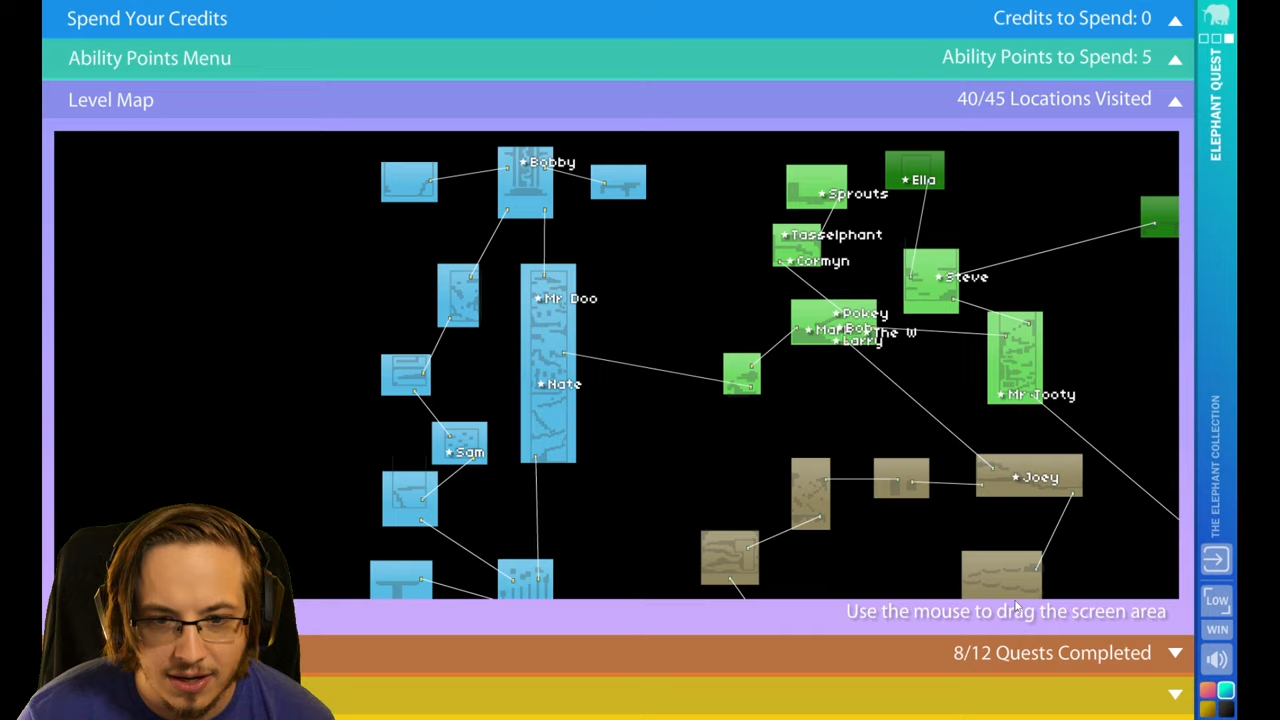 Spend Your Credits
Credits to Spend: 0
Ability Points Menu
Ability Points to Spend: 5
Level Map
40/45 Locations Visited
Bobby
Sprouts
Ella
Tasselphant
Cormyn
Steve
Mr Doo
Pokey
Bob
The W
Larry
Nate
Mr Tooty
Sam
Joey
Use the mouse to drag the screen area
8/12 Quests Completed
ELEPHANT QUEST
THE ELEPHANT COLLECTION
LOW
WIN